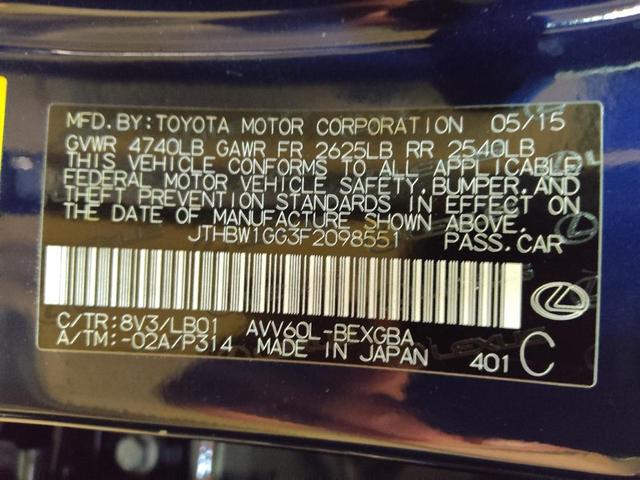 MFD.BY:TOYOTA MOTOR CORPORATION 05/15
GVWR 4740LB GAWR FR 2625LB RR 2540LB
THIS VEHICLE CONFORMS TO ALL APPLICABLE
FEDERAL MOTOR VEHICLE SAFETY,BUMPER,AND
THEFT PREVENTION STANDARDS IN EFFECT ON
THE DATE OF MANUFACTURE SHOWN ABOVE.
JTHBW1GG3F2098551 PASS.CAR
C/TR:8V3/LB01 AVV60L-BEXGBA
A/TM:-02A/P314 MADE IN JAPAN 401 C